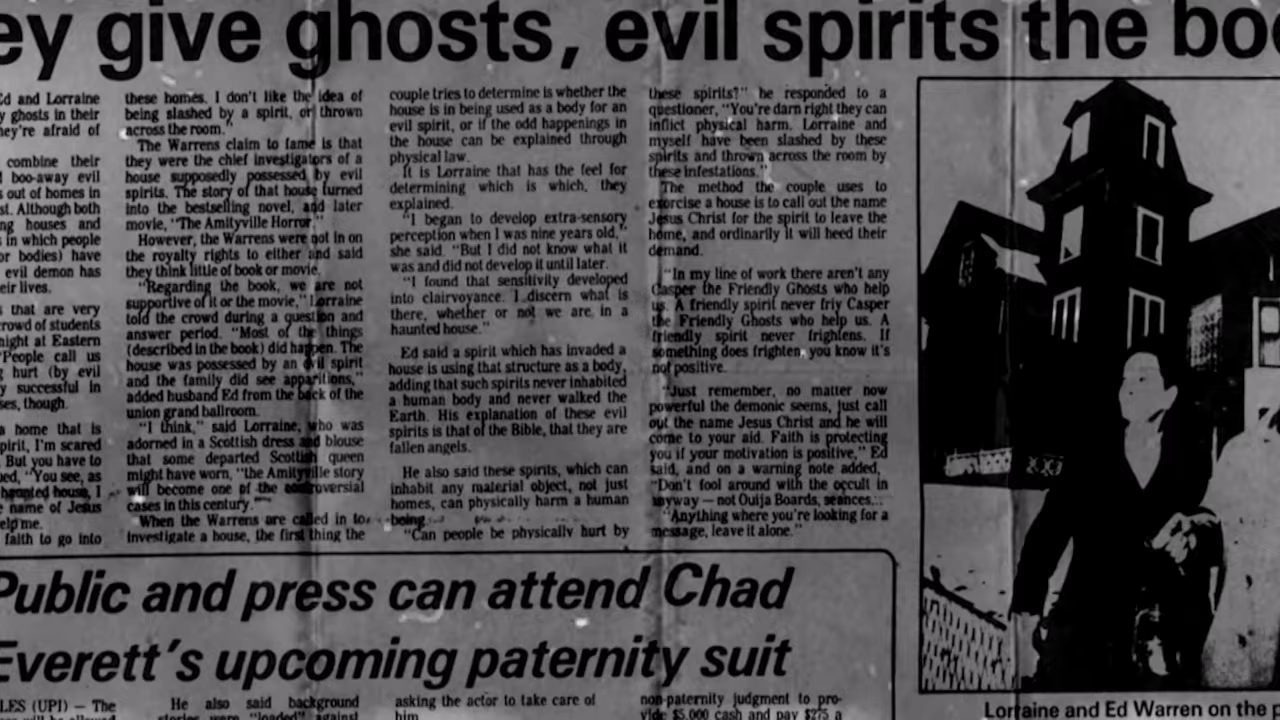 ey give ghosts, evil spirits the boo
Ed and Lorraine
y ghosts in their
hey're afraid of
combine their
boo-away evil
s out of homes in
st. Although both
ng houses and
s in which people
or bodies) have
evil demon has
eir lives.
s that are very
crowd of students
night at Eastern
"People call us
g hurt (by evil
y successful in
ses, though.
a home that is
pirit, I'm scared
But you have to
ued, "You see, as
haunted house, I
e name of Jesus
elp me.
faith to go into
these homes. I don't like the idea of
being slashed by a spirit, or thrown
across the room."
The Warrens claim to fame is that
they were the chief investigators of a
house supposedly possessed by evil
spirits. The story of that house turned
into the bestselling novel, and later
movie, "The Amityville Horror."
However, the Warrens were not in on
the royalty rights to either and said
they think little of book or movie.
"Regarding the book, we are not
supportive of it or the movie," Lorraine
told the crowd during a question and
answer period. "Most of the things
(described in the book) did happen. The
house was possessed by an evil spirit
and the family did see apparitions,"
added husband Ed from the back of the
union grand ballroom.
"I think," said Lorraine, who was
adorned in a Scottish dress and blouse
that some departed Scottish queen
might have worn, "the Amityville story
will become one of the controversial
cases in this century."
When the Warrens are called in to
investigate a house, the first thing the
couple tries to determine is whether the
house is in being used as a body for an
evil spirit, or if the odd happenings in
the house can be explained through
physical law.
It is Lorraine that has the feel for
determining which is which, they
explained.
"I began to develop extra-sensory
perception when I was nine years old,"
she said. "But I did not know what it
was and did not develop it until later.
"I found that sensitivity developed
into clairvoyance. I discern what is
there, whether or not we are in a
haunted house."
Ed said a spirit which has invaded a
house is using that structure as a body,
adding that such spirits never inhabited
a human body and never walked the
Earth. His explanation of these evil
spirits is that of the Bible, that they are
fallen angels.
He also said these spirits, which can
inhabit any material object, not just
homes, can physically harm a human
being.
"Can people be physically hurt by
these spirits?" he responded to a
questioner, "You're darn right they can
inflict physical harm. Lorraine and
myself have been slashed by these
spirits and thrown across the room by
these infestations."
The method the couple uses to
exorcise a house is to call out the name
Jesus Christ for the spirit to leave the
home, and ordinarily it will heed their
demand.
"In my line of work there aren't any
Casper the Friendly Ghosts who help
us. A friendly spirit never friy Casper
the Friendly Ghosts who help us. A
friendly spirit never frightens. If
something does frighten, you know it's
not positive.
"Just remember, no matter now
powerful the demonic seems, just call
out the name Jesus Christ and he will
come to your aid. Faith is protecting
you if your motivation is positive," Ed
said, and on a warning note added,
"Don't fool around with the occult in
anyway — not Ouija Boards, seances...
"Anything where you're looking for a
message, leave it alone."
Lorraine and Ed Warren on the p
Public and press can attend Chad
Everett's upcoming paternity suit
LES (UPI) — The
He also said background
stories were "loaded" against
asking the actor to take care of
him
non-paternity judgment to pro-
vide $5,000 cash and pay $275 a